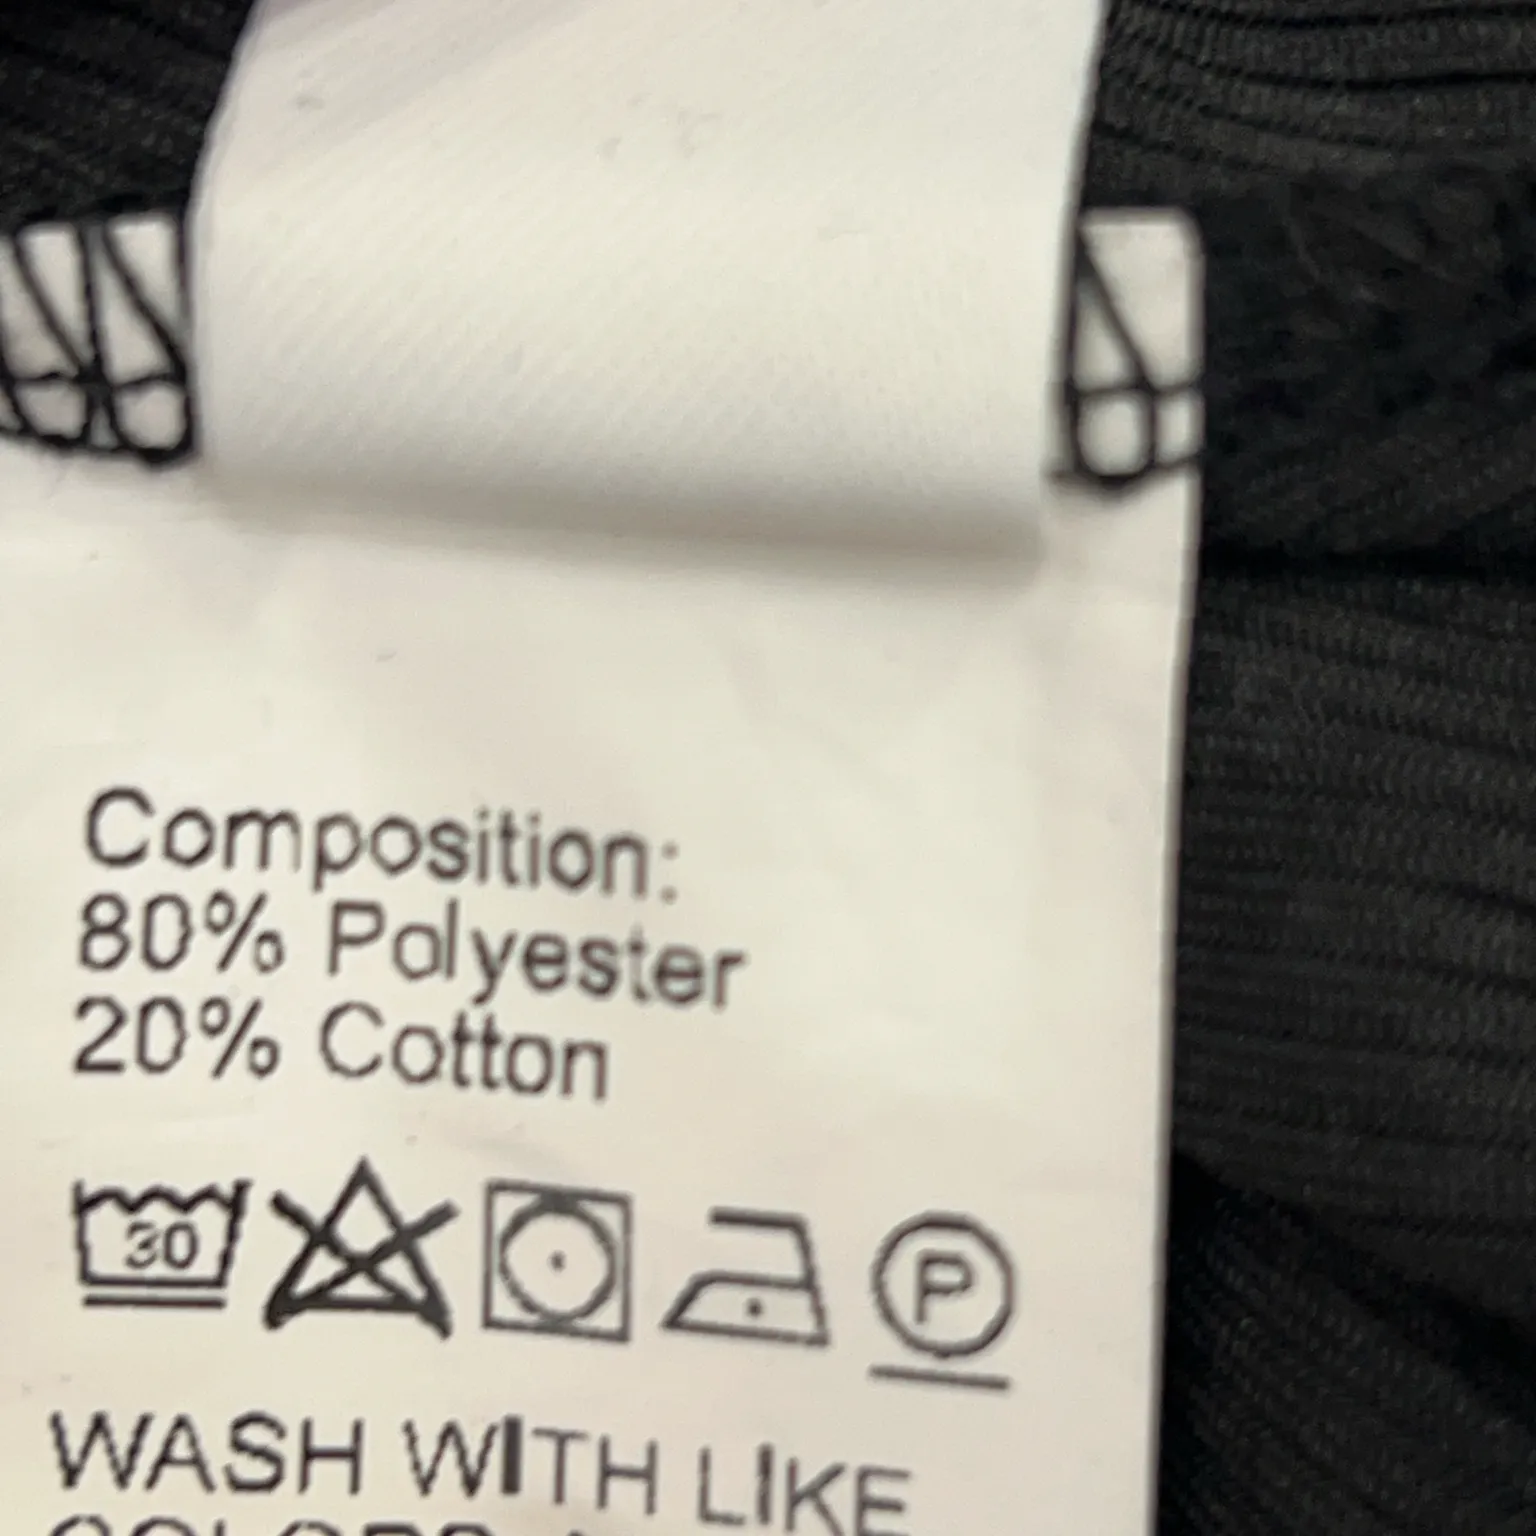 Composition:
80% Polyester
20% Cotton
30
P
WASH WITH LIKE